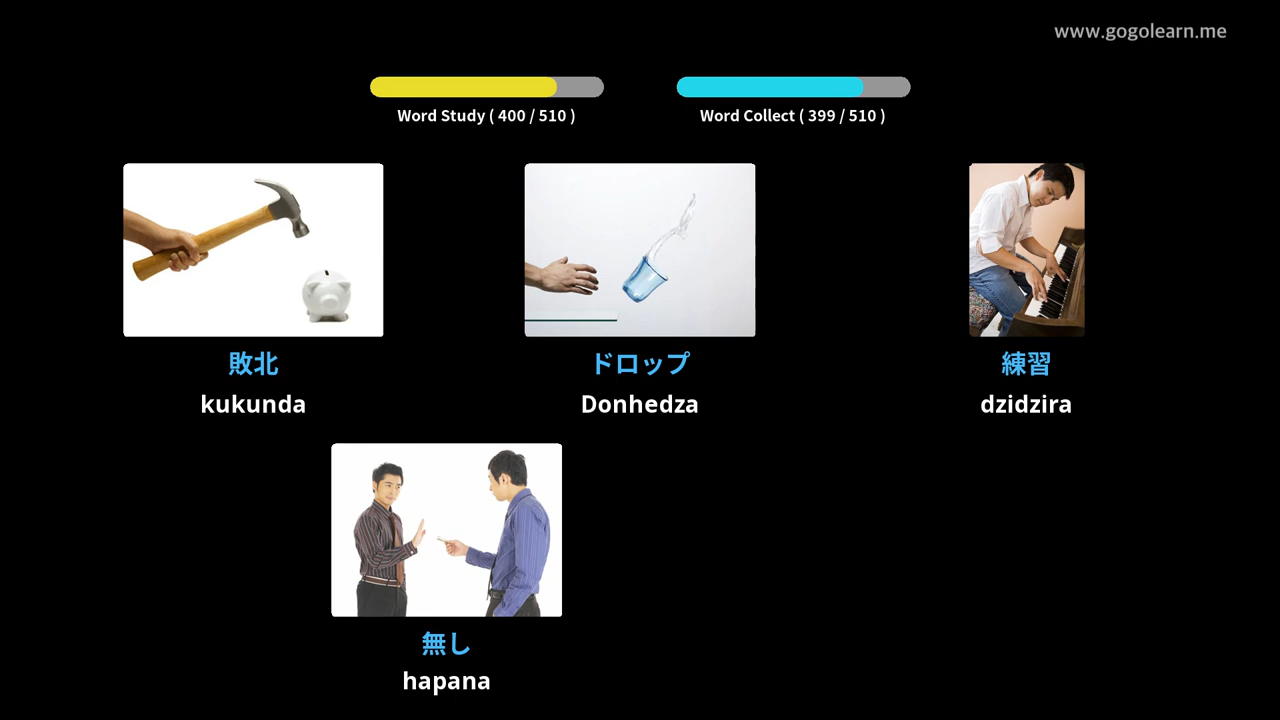 www.gogolearn.me
Word Study ( 400 / 510 )
Word Collect ( 399 / 510 )
敗北
kukunda
ドロップ
Donhedza
練習
dzidzira
無し
hapana